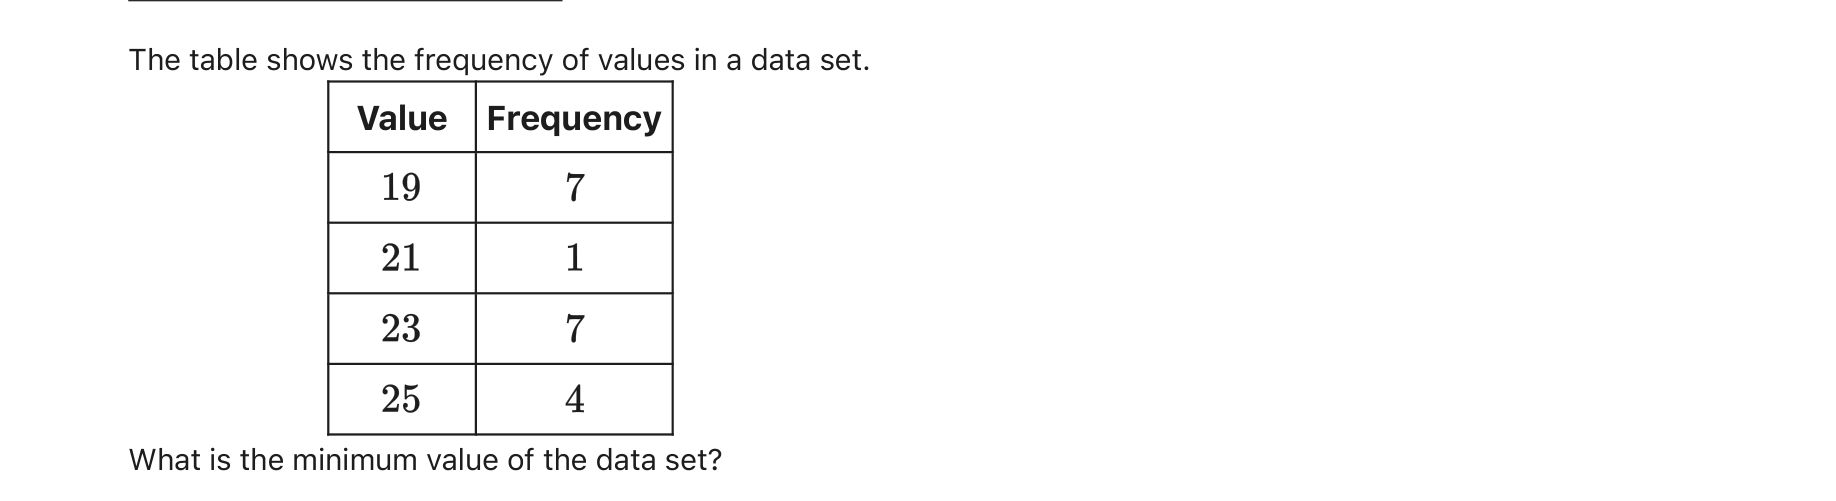 The table shows the frequency of values in a data set.
Value Frequency
19 7
21 1
23 7
25 4
What is the minimum value of the data set?